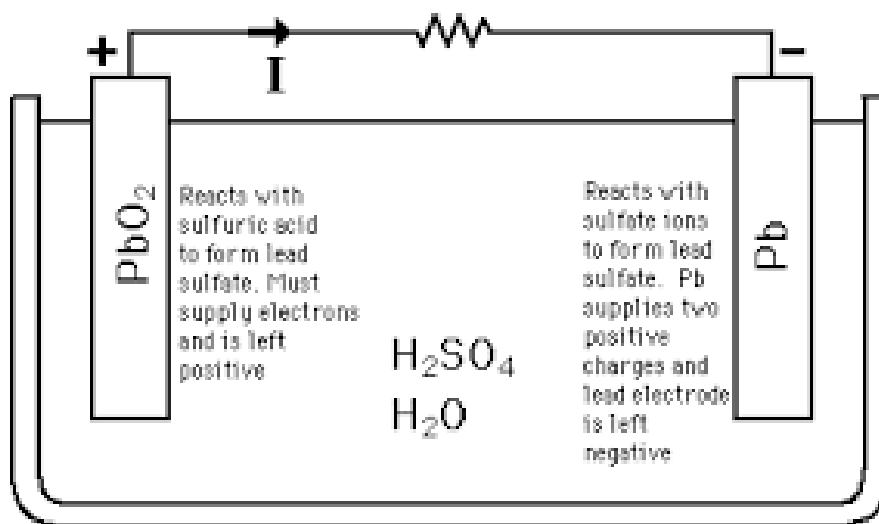 +
I
−
PbO2
Reacts with
sulfuric acid
to form lead
sulfate. Must
supply electrons
and is left
positive
H2SO4
H2O
Reacts with
sulfate ions
to form lead
sulfate. Pb
supplies two
positive
charges and
lead electrode
is left
negative
Pb